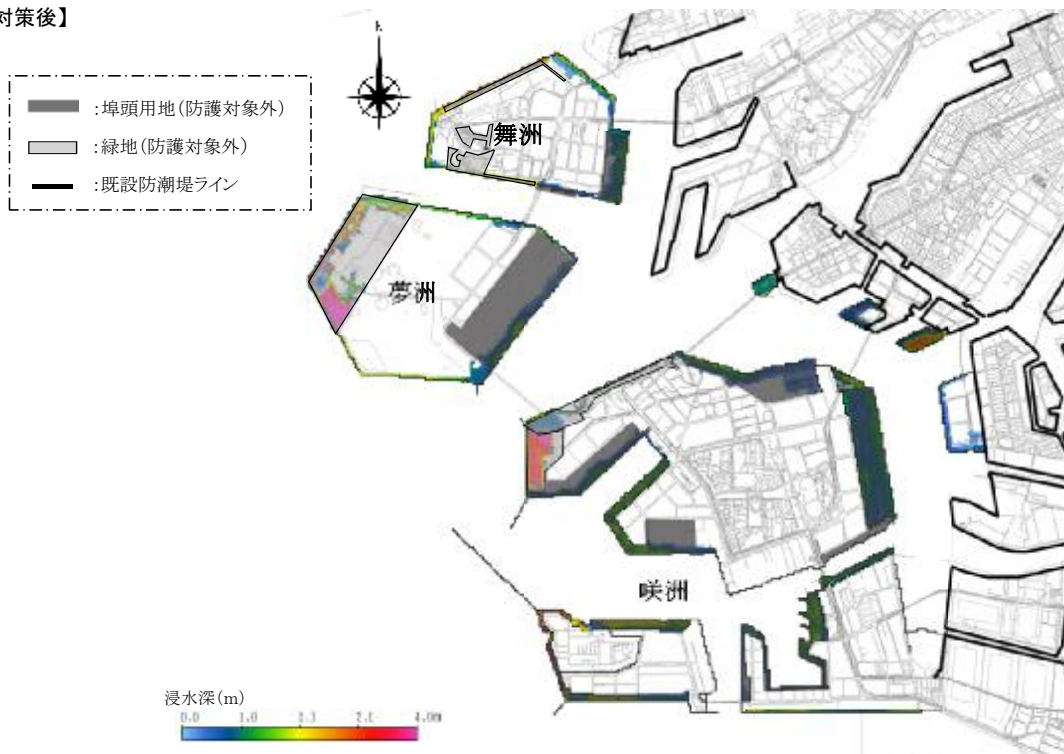 対策後】
:埠頭用地(防護対象外)
:緑地(防護対象外)
:既設防潮堤ライン
舞洲
夢洲
咲洲
浸水深(m)
0.0 1.0 4.0m